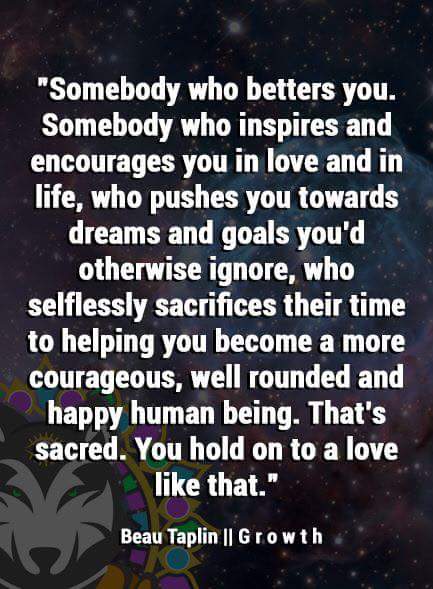 "Somebody who betters you.
Somebody who inspires and
encourages you in love and in
life, who pushes you towards
dreams and goals you'd
otherwise ignore, who
selflessly sacrifices their time
to helping you become a more
courageous, well rounded and
happy human being. That's
sacred. You hold on to a love
like that."
Beau Taplin || G r o w t h